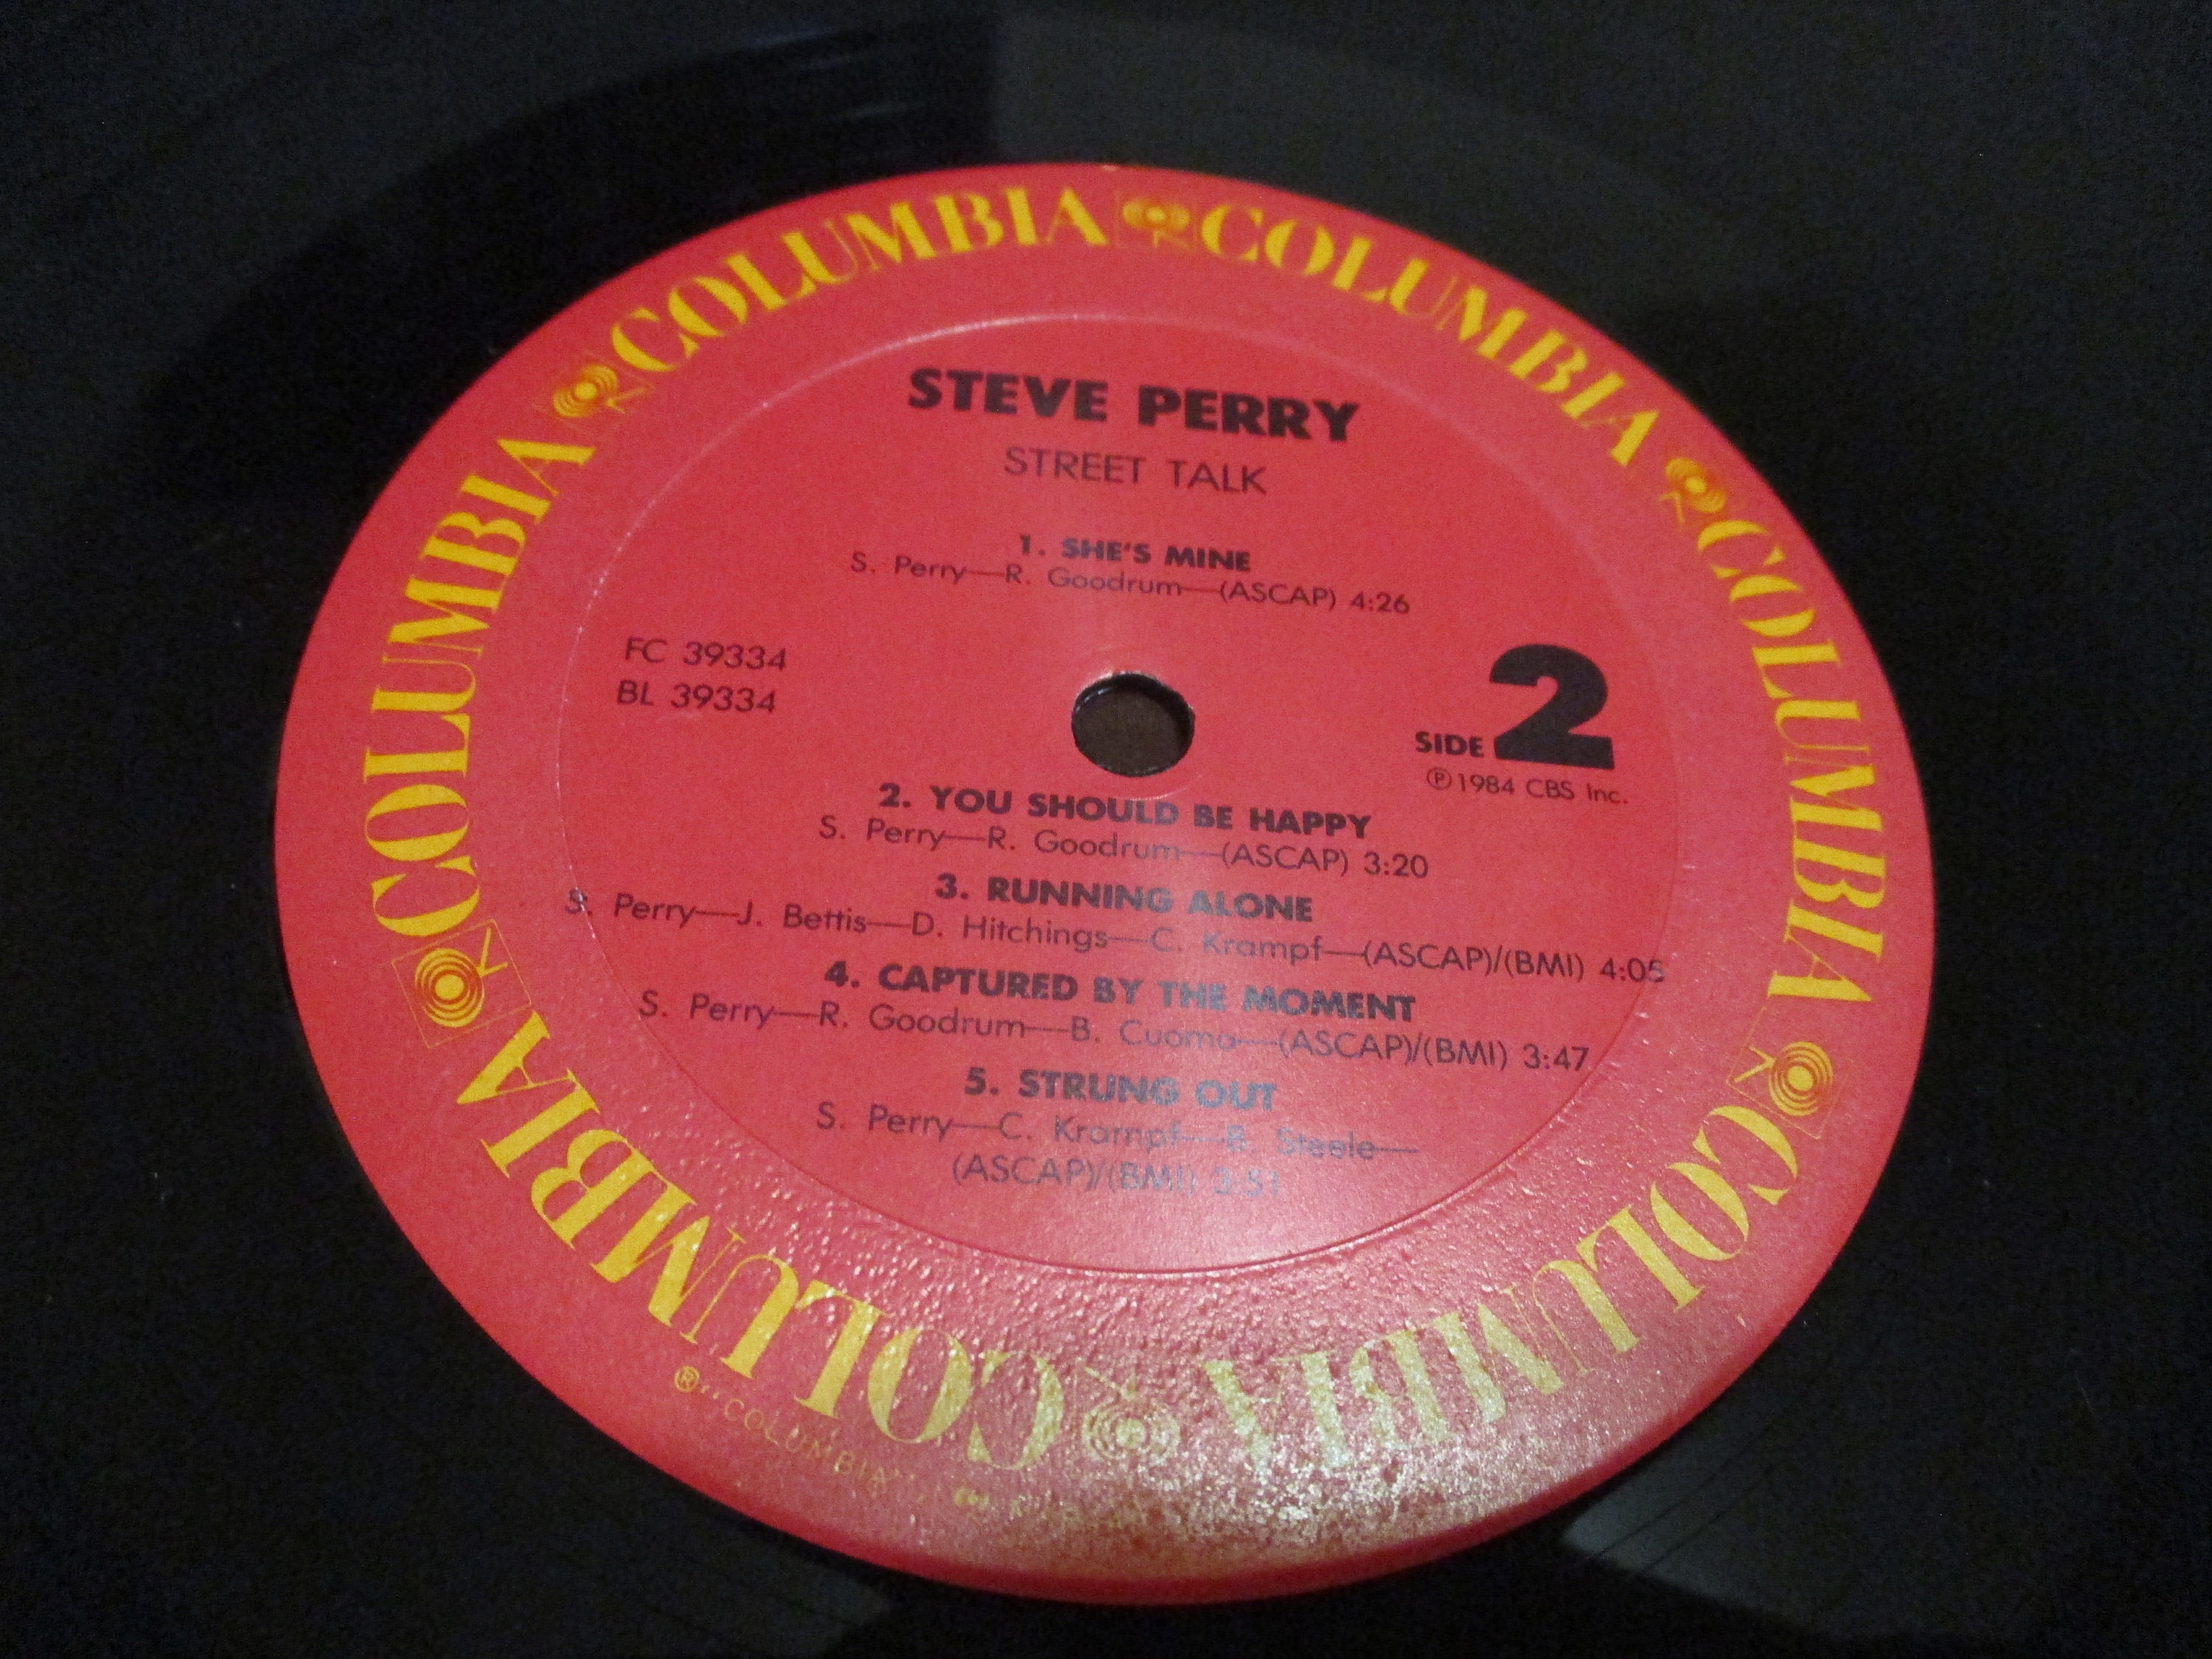 COLUMBIA COLUMBIA COLUMBIA COLUMBIA COLUMBIA COLUMBIA
STEVE PERRY
STREET TALK
1. SHE'S MINE
S. Perry—R. Goodrum—(ASCAP) 4:26
FC 39334
BL 39334
SIDE 2
℗1984 CBS Inc.
2. YOU SHOULD BE HAPPY
S. Perry—R. Goodrum—(ASCAP) 3:20
3. RUNNING ALONE
S. Perry—J. Bettis—D. Hitchings—C. Krampf—(ASCAP)/(BMI) 4:05
4. CAPTURED BY THE MOMENT
S. Perry—R. Goodrum—B. Cuomo—(ASCAP)/(BMI) 3:47
5. STRUNG OUT
S. Perry—C. Krampf—B. Steele—
(ASCAP)/(BMI) 3:51
® "COLUMBIA",